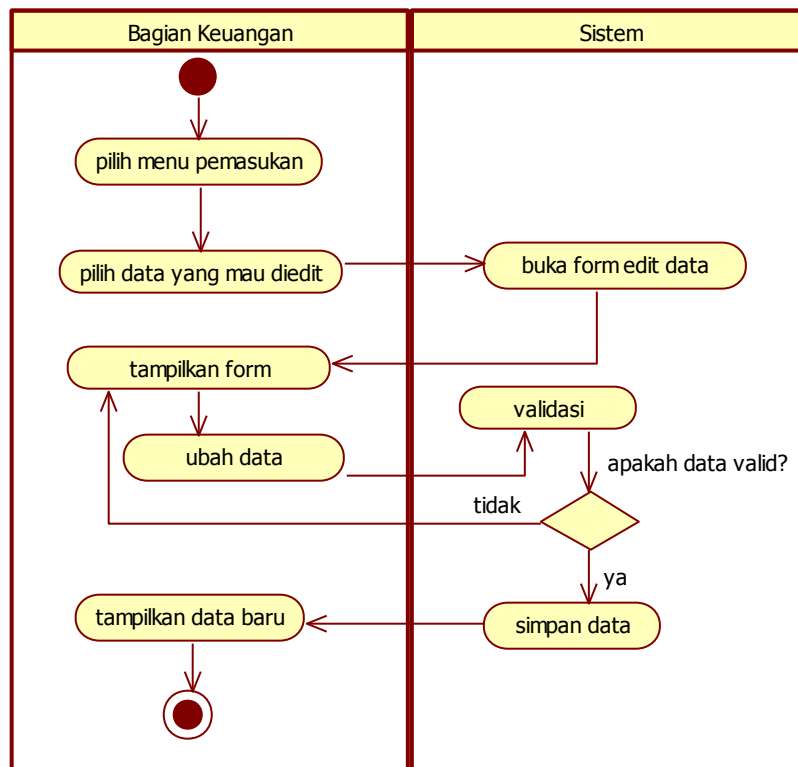 Bagian Keuangan
Sistem
pilih menu pemasukan
pilih data yang mau diedit
buka form edit data
tampilkan form
validasi
ubah data
apakah data valid?
tidak
ya
tampilkan data baru
simpan data